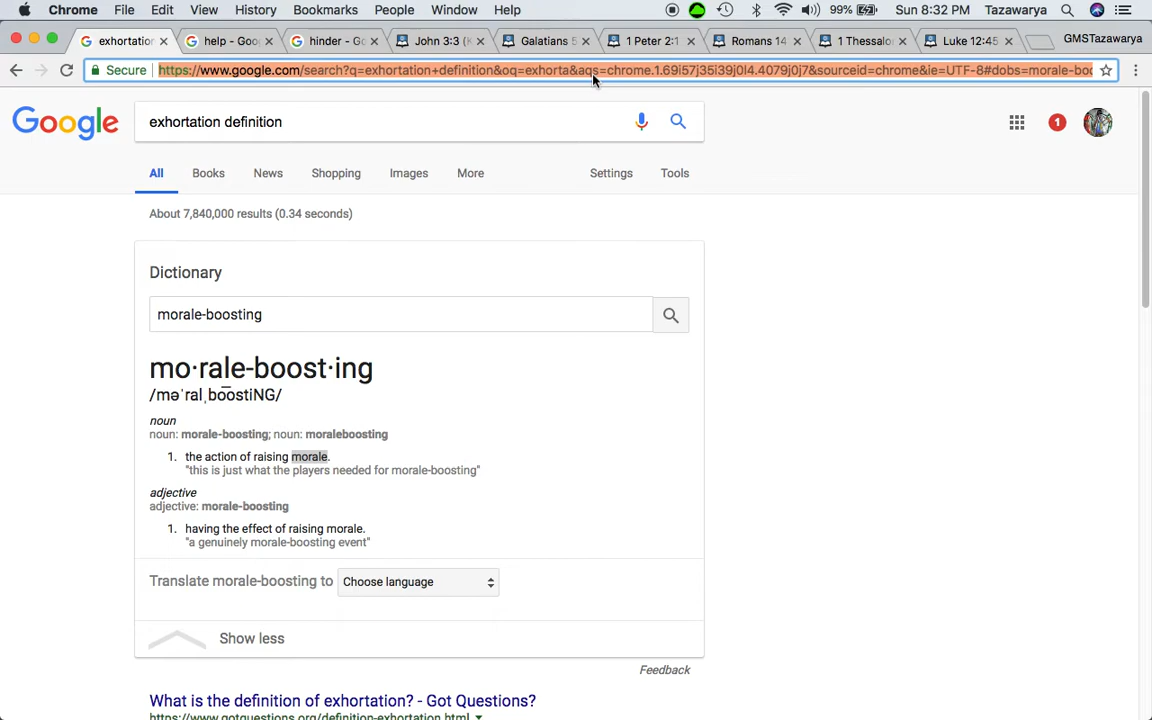 Chrome File Edit View History Bookmarks People Window Help 99% Sun 8:32 PM Tazawarya
exhortation help - Goo hinder - Go John 3:3 (K Galatians 5 1 Peter 2:1 Romans 14 1 Thessalo Luke 12:45 GMSTazawarya
Secure https://www.google.com/search?q=exhortation+definition&oq=exhorta&aqs=chrome.1.69i57j35i39j0l4.4079j0j7&sourceid=chrome&ie=UTF-8#dobs=morale-boo
Google exhortation definition 1
All Books News Shopping Images More Settings Tools
About 7,840,000 results (0.34 seconds)
Dictionary
morale-boosting
mo·rale-boost·ing
/məˈralˌbo͞ostiNG/
noun
noun: morale-boosting; noun: moraleboosting
1. the action of raising morale.
"this is just what the players needed for morale-boosting"
adjective
adjective: morale-boosting
1. having the effect of raising morale.
"a genuinely morale-boosting event"
Translate morale-boosting to Choose language
Show less
Feedback
What is the definition of exhortation? - Got Questions?
https://www.gotquestions.org/definition-exhortation.html